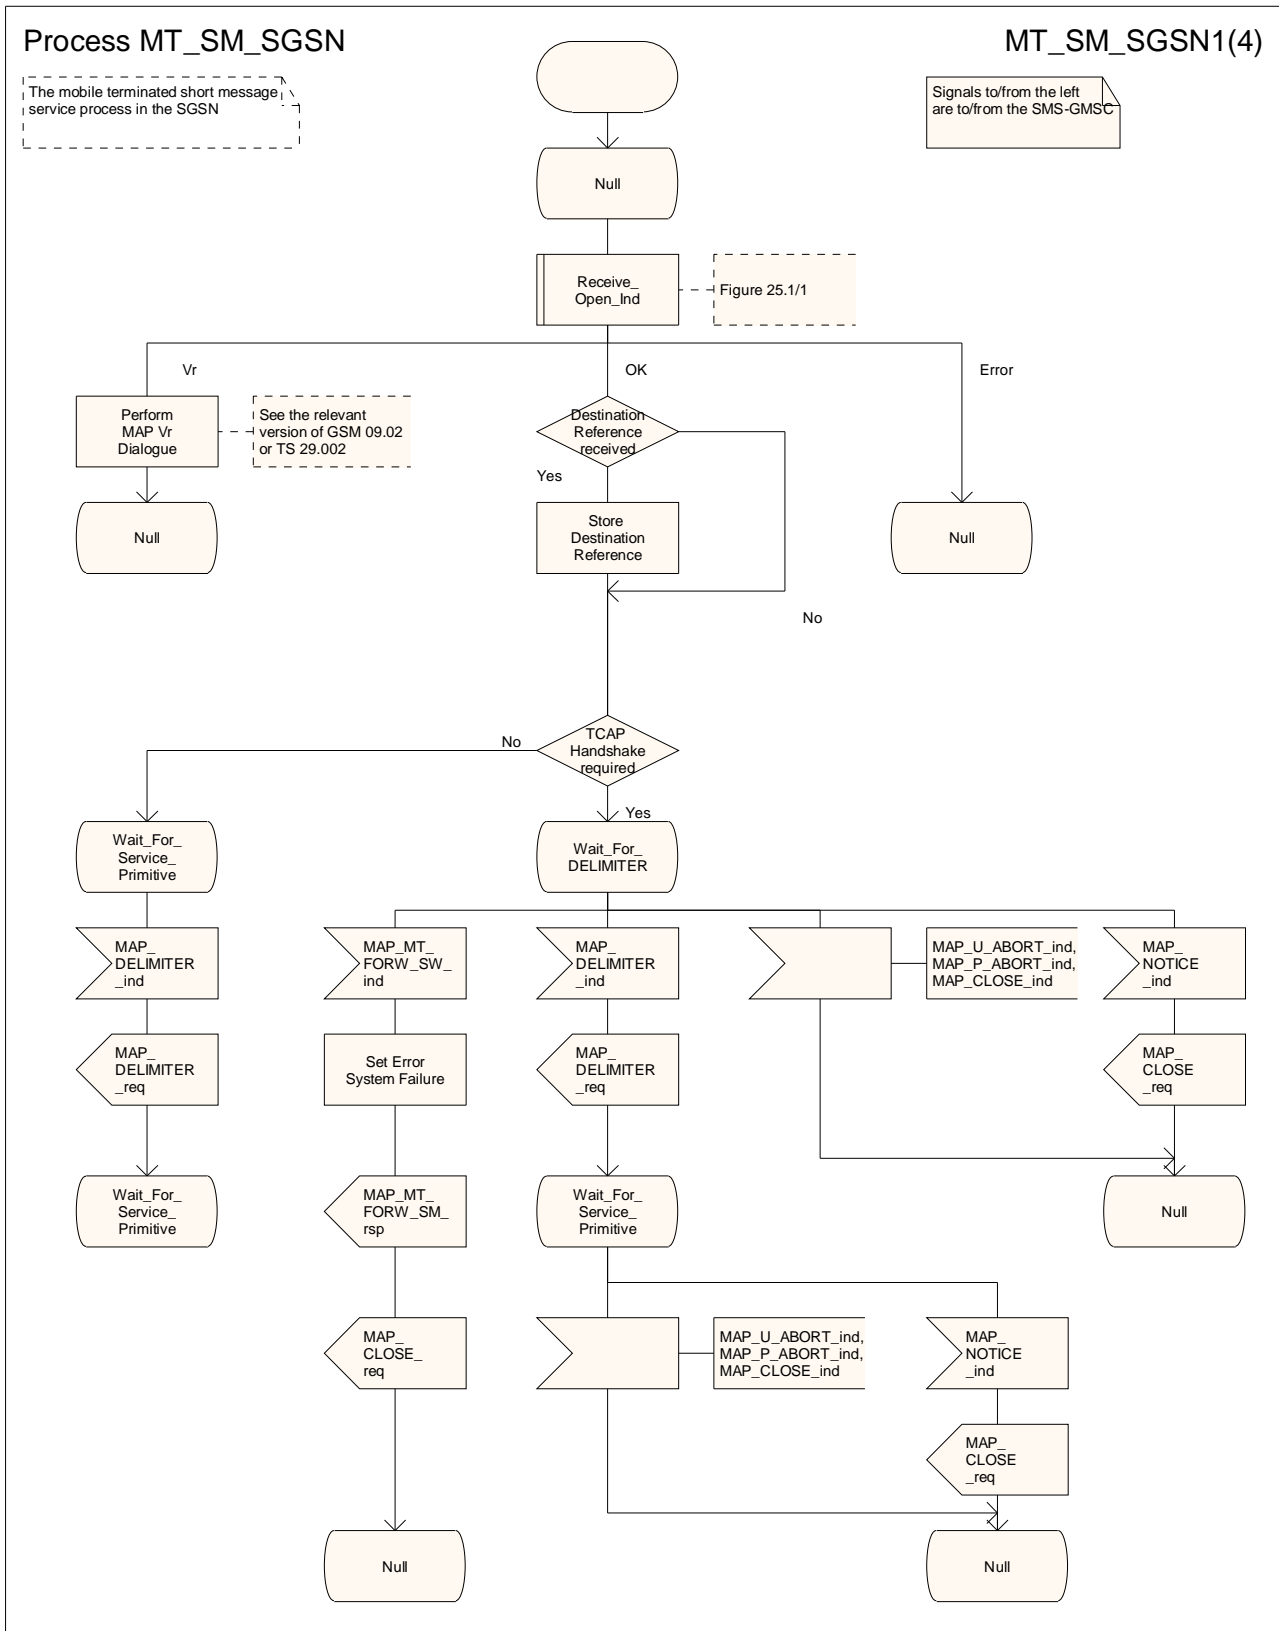 Process MT_SM_SGSN
MT_SM_SGSN1(4)
The mobile terminated short message
service process in the SGSN
Signals to/from the left
are to/from the SMS-GMSC
Null
Receive_
Open_Ind
Figure 25.1/1
Vr
OK
Error
Perform
MAP Vr
Dialogue
See the relevant
version of GSM 09.02
or TS 29.002
Destination
Reference
received
Yes
Null
Store
Destination
Reference
Null
No
TCAP
Handshake
required
No
Yes
Wait_For_
Service_
Primitive
Wait_For_
DELIMITER
MAP_
DELIMITER
_ind
MAP_MT_
FORW_SW_
ind
MAP_
DELIMITER
_ind
MAP_U_ABORT_ind,
MAP_P_ABORT_ind,
MAP_CLOSE_ind
MAP_
NOTICE
_ind
MAP_
DELIMITER
_req
Set Error
System Failure
MAP_
DELIMITER
_req
MAP_
CLOSE
_req
Wait_For_
Service_
Primitive
MAP_MT_
FORW_SM_
rsp
Wait_For_
Service_
Primitive
Null
MAP_
CLOSE_
req
MAP_U_ABORT_ind,
MAP_P_ABORT_ind,
MAP_CLOSE_ind
MAP_
NOTICE
_ind
MAP_
CLOSE
_req
Null
Null